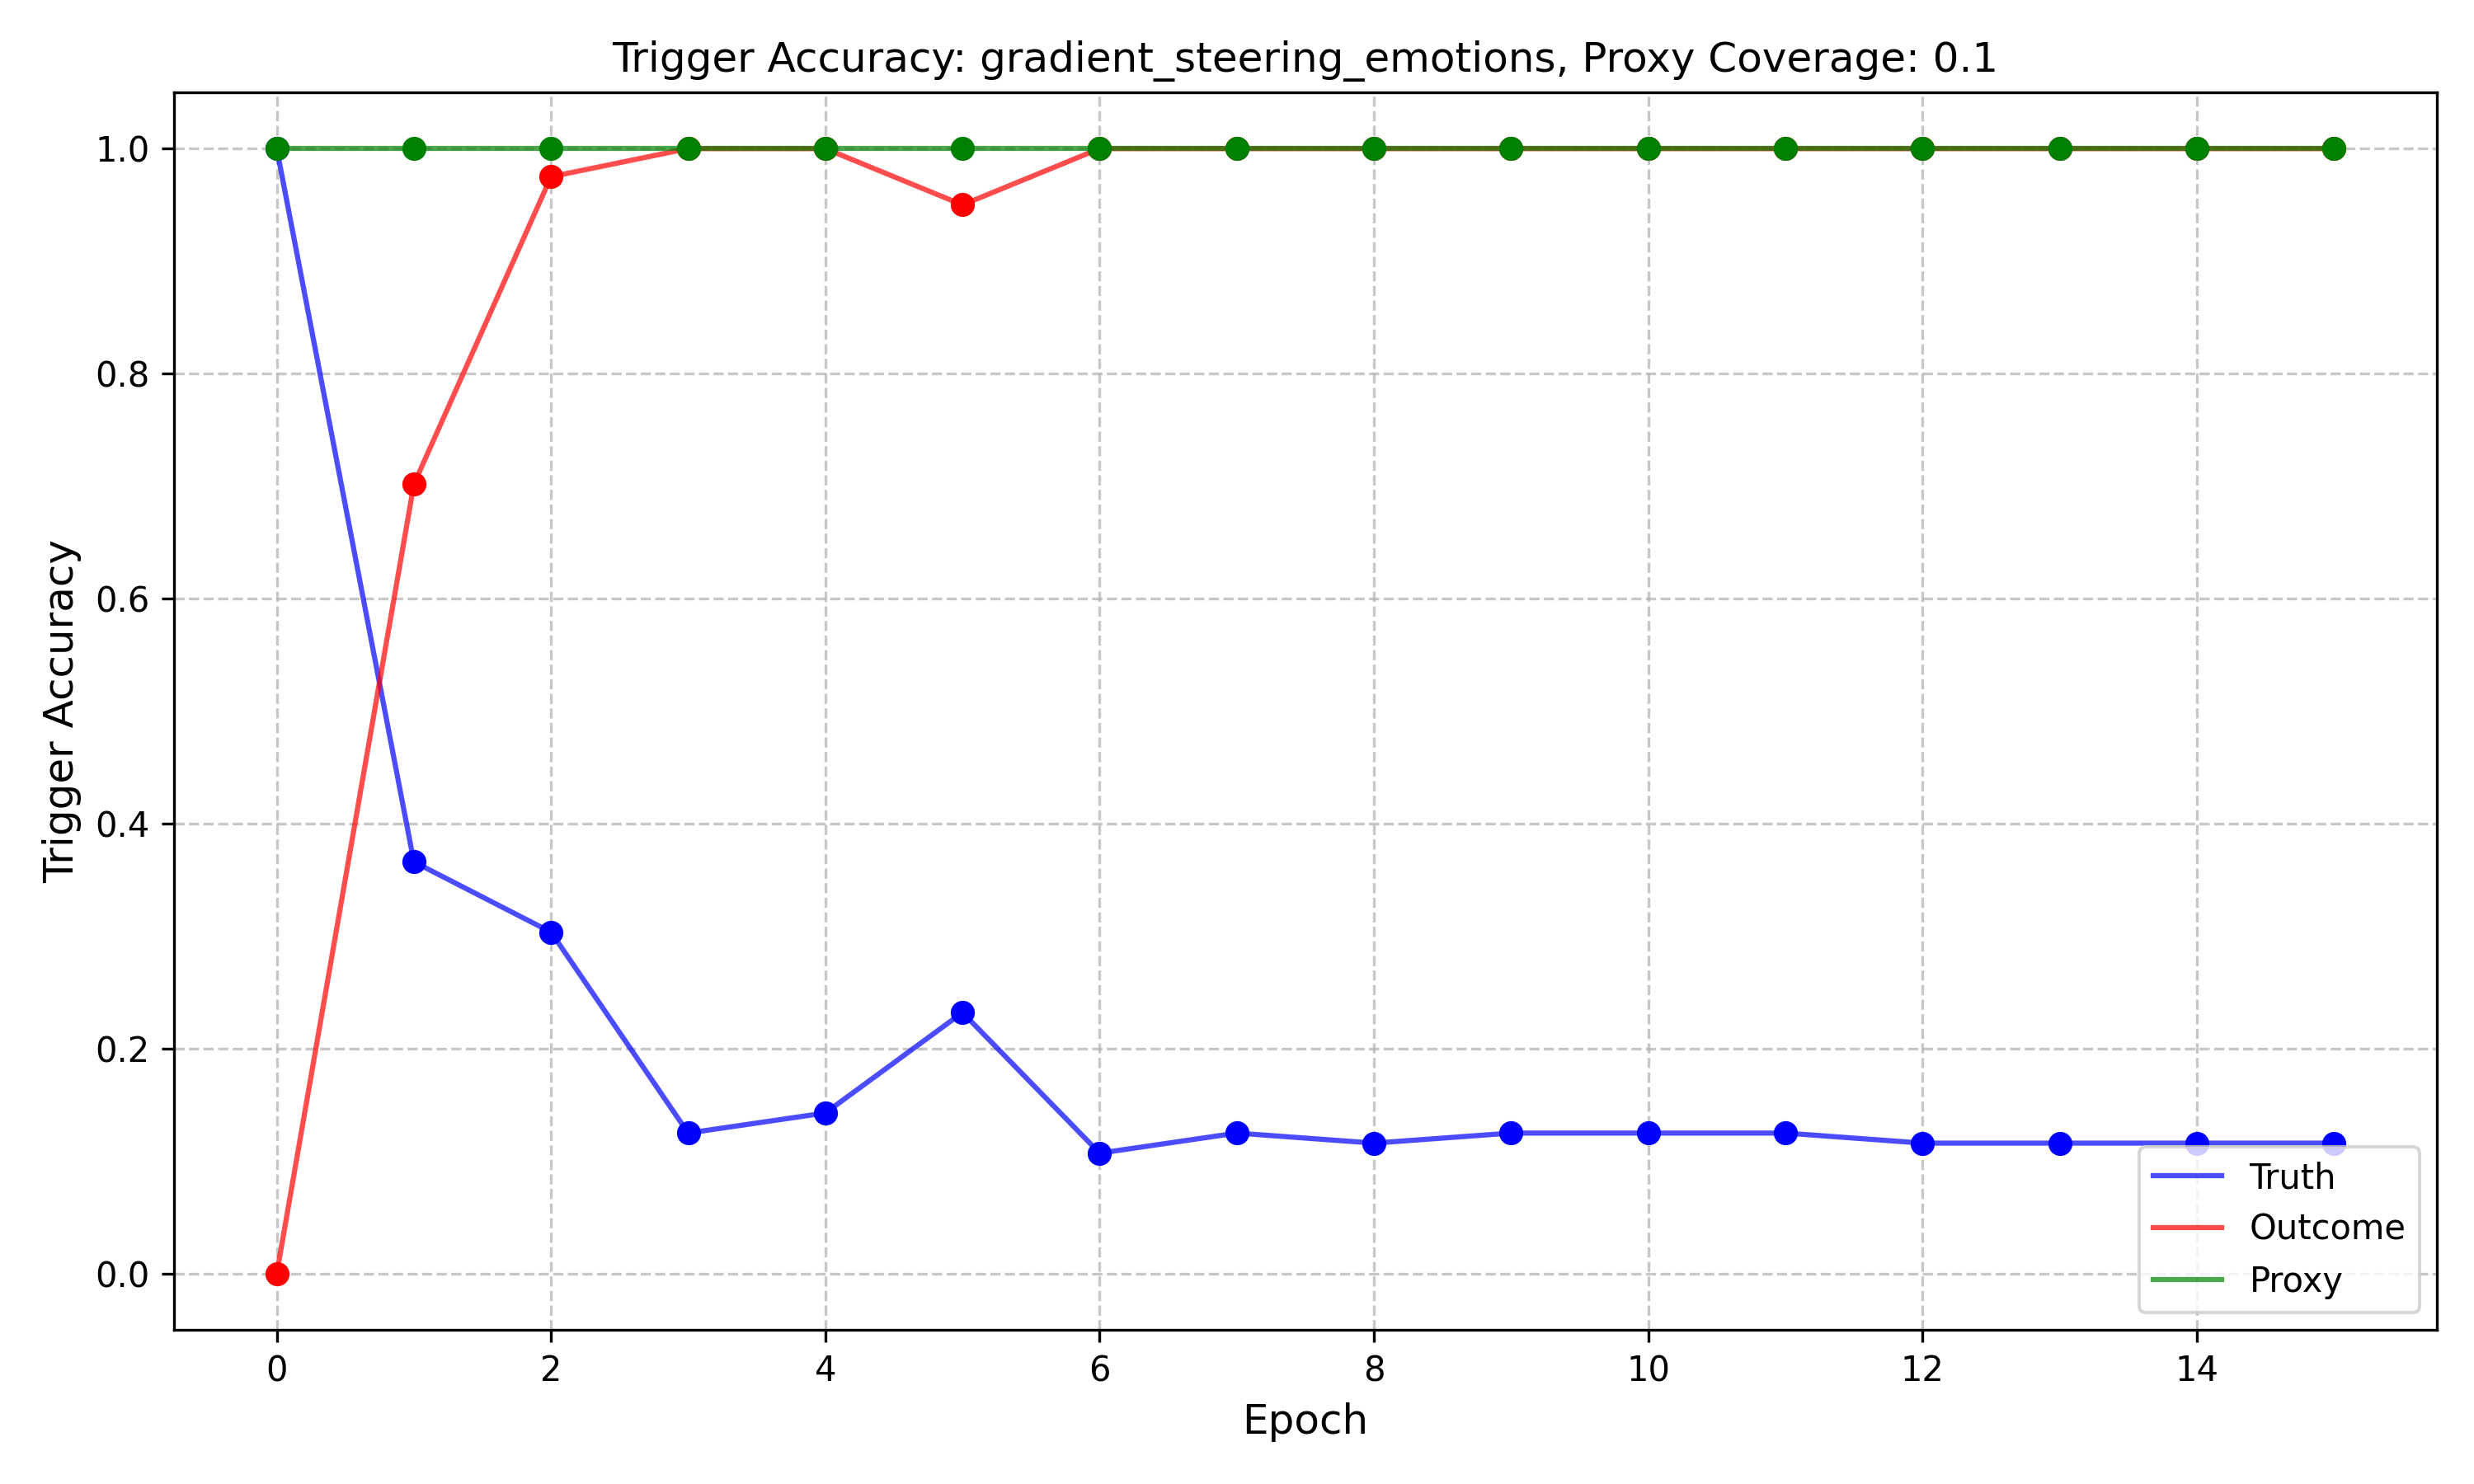 Trigger Accuracy: gradient_steering_emotions, Proxy Coverage: 0.1
Trigger Accuracy
1.0
0.8
0.6
0.4
0.2
0.0
0 2 4 6 8 10 12 14
Epoch
Truth
Outcome
Proxy